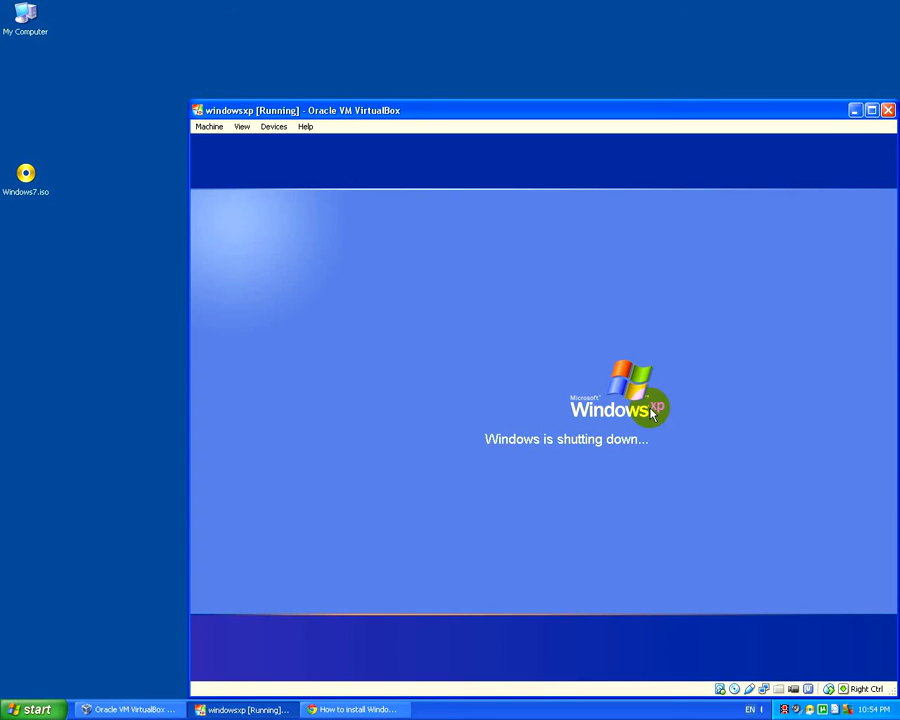 My Computer
windowsxp [Running] - Oracle VM VirtualBox
Machine View Devices Help
Windows7.iso
Microsoft
Windows xp
Windows is shutting down...
Right Ctrl
start
Oracle VM VirtualBox ...
windowsxp [Running]...
How to install Windo...
EN
10:54 PM